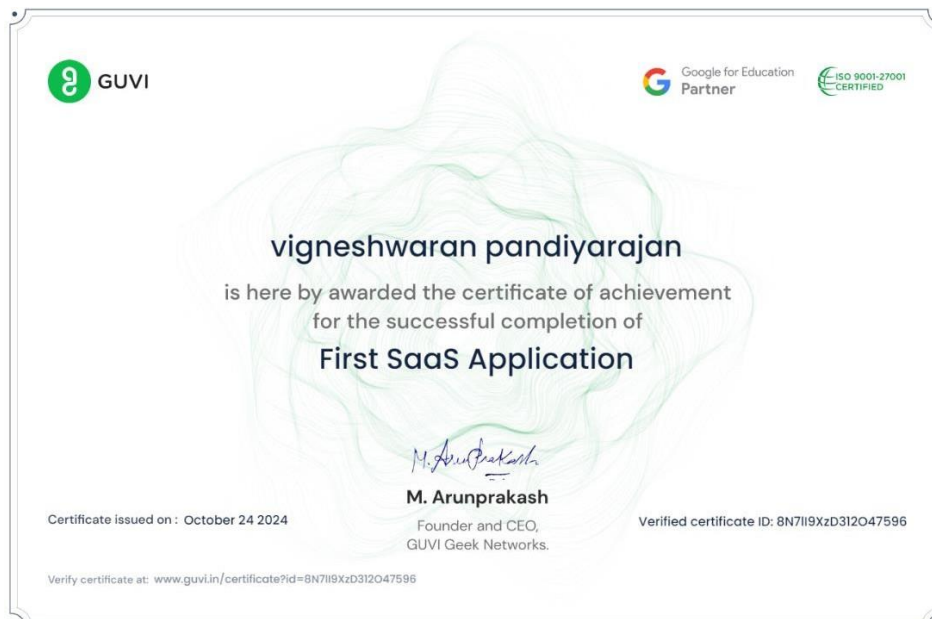 GUVI
Google for Education
Partner
ISO 9001-27001
CERTIFIED
vigneshwaran pandiyarajan
is here by awarded the certificate of achievement
for the successful completion of
First SaaS Application
M. Arunprakash
M. Arunprakash
Founder and CEO,
GUVI Geek Networks.
Certificate issued on : October 24 2024
Verified certificate ID: 8N7II9XzD312O47596
Verify certificate at: www.guvi.in/certificate?id=8N7II9XzD312O47596